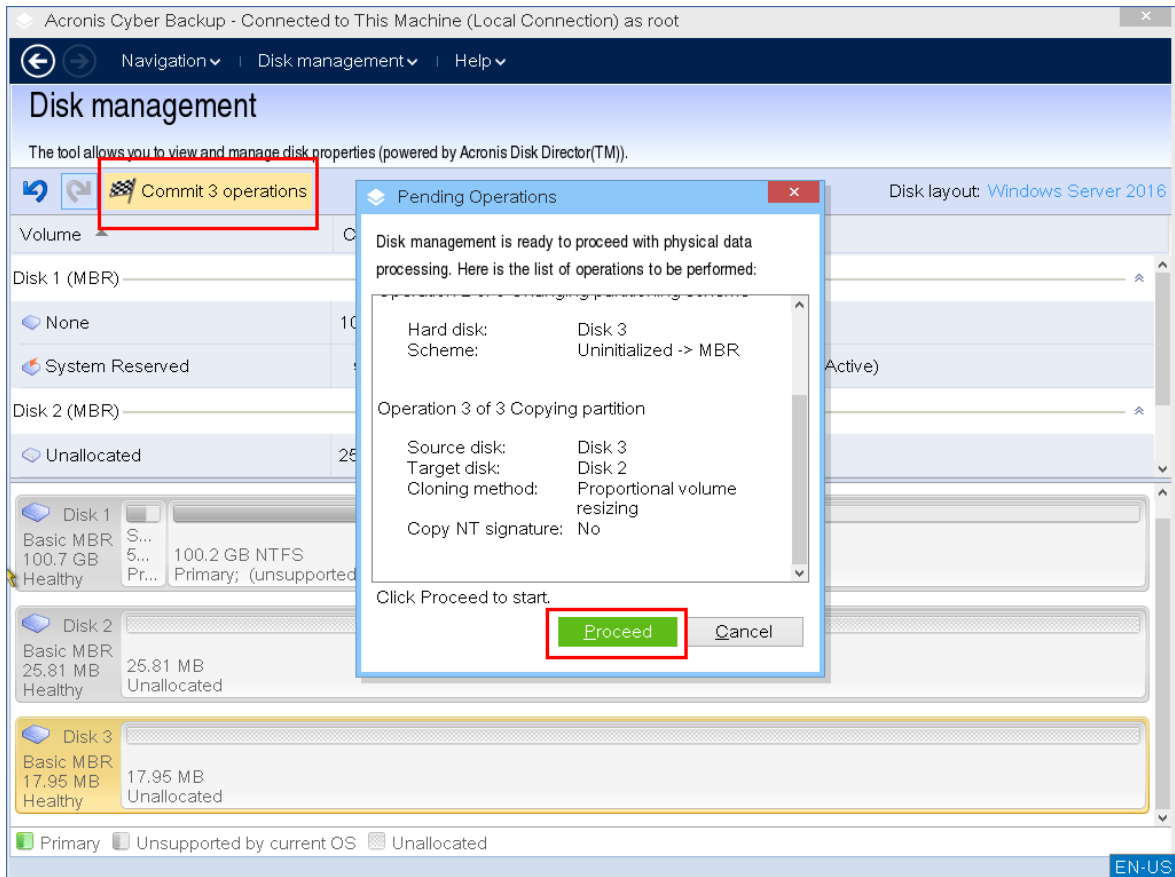 Acronis Cyber Backup - Connected to This Machine (Local Connection) as root
Navigation Disk management Help
Disk management
The tool allows you to view and manage disk properties (powered by Acronis Disk Director(TM)).
Commit 3 operations
Disk layout: Windows Server 2016
Volume
C
Disk 1 (MBR)
None
10
System Reserved
Active)
Disk 2 (MBR)
Unallocated
25
Pending Operations
Disk management is ready to proceed with physical data
processing. Here is the list of operations to be performed:
Hard disk: Disk 3
Scheme: Uninitialized -> MBR
Operation 3 of 3 Copying partition
Source disk: Disk 3
Target disk: Disk 2
Cloning method: Proportional volume
resizing
Copy NT signature: No
Click Proceed to start.
Proceed Cancel
Disk 1
Basic MBR
100.7 GB
Healthy
S...
5...
Pr...
100.2 GB NTFS
Primary; (unsupported
Disk 2
Basic MBR
25.81 MB
Healthy
25.81 MB
Unallocated
Disk 3
Basic MBR
17.95 MB
Healthy
17.95 MB
Unallocated
Primary Unsupported by current OS Unallocated
EN-US